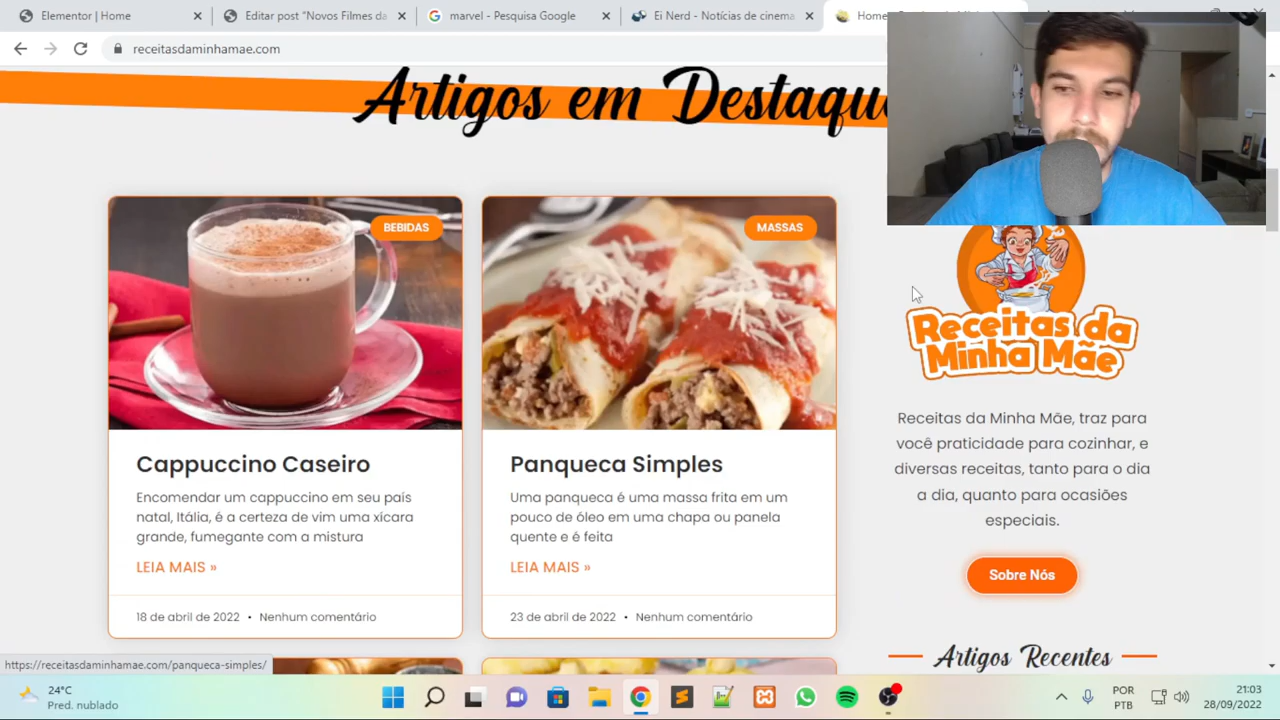 Elementor | Home
Editar post “Novos Filmes da
marvel - Pesquisa Google
Ei Nerd - Notícias de cinema
Home
receitasdaminhamae.com
Artigos em Destaque
BEBIDAS
MASSAS
Cappuccino Caseiro
Encomendar um cappuccino em seu país
natal, Itália, é a certeza de vim uma xícara
grande, fumegante com a mistura
LEIA MAIS »
18 de abril de 2022 • Nenhum comentário
Panqueca Simples
Uma panqueca é uma massa frita em um
pouco de óleo em uma chapa ou panela
quente e é feita
LEIA MAIS »
23 de abril de 2022 • Nenhum comentário
Receitas da
Minha Mãe
Receitas da Minha Mãe, traz para
você praticidade para cozinhar, e
diversas receitas, tanto para o dia
a dia, quanto para ocasiões
especiais.
Sobre Nós
Artigos Recentes
https://receitasdaminhamae.com/panqueca-simples/
24°C
Pred. nublado
POR
PTB
21:03
28/09/2022